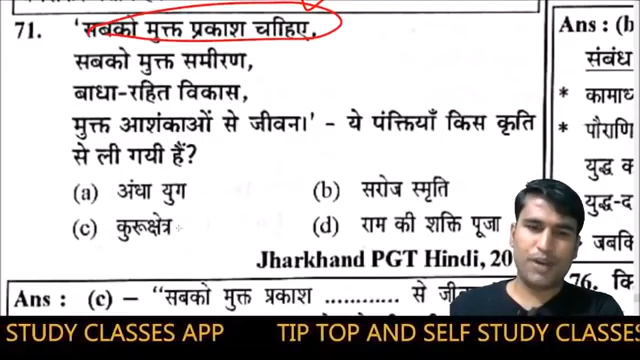 71. 'सबको मुक्त प्रकाश चाहिए,
सबको मुक्त समीरण,
बाधा-रहित विकास,
मुक्त आशंकाओं से जीवन।' – ये पंक्तियाँ किस कृति
से ली गयी हैं?
(a) अंधा युग (b) सरोज स्मृति
(c) कुरूक्षेत्र (d) राम की शक्ति पूजा
Jharkhand PGT Hindi, 20
Ans : (c) – "सबको मुक्त प्रकाश ............ से
Ans : (b
संबंध
* कामाध
* पौराणि
युद्ध क
युद्ध-द
* जबकि
76. कि
STUDY CLASSES APP TIP TOP AND SELF STUDY CLASSES